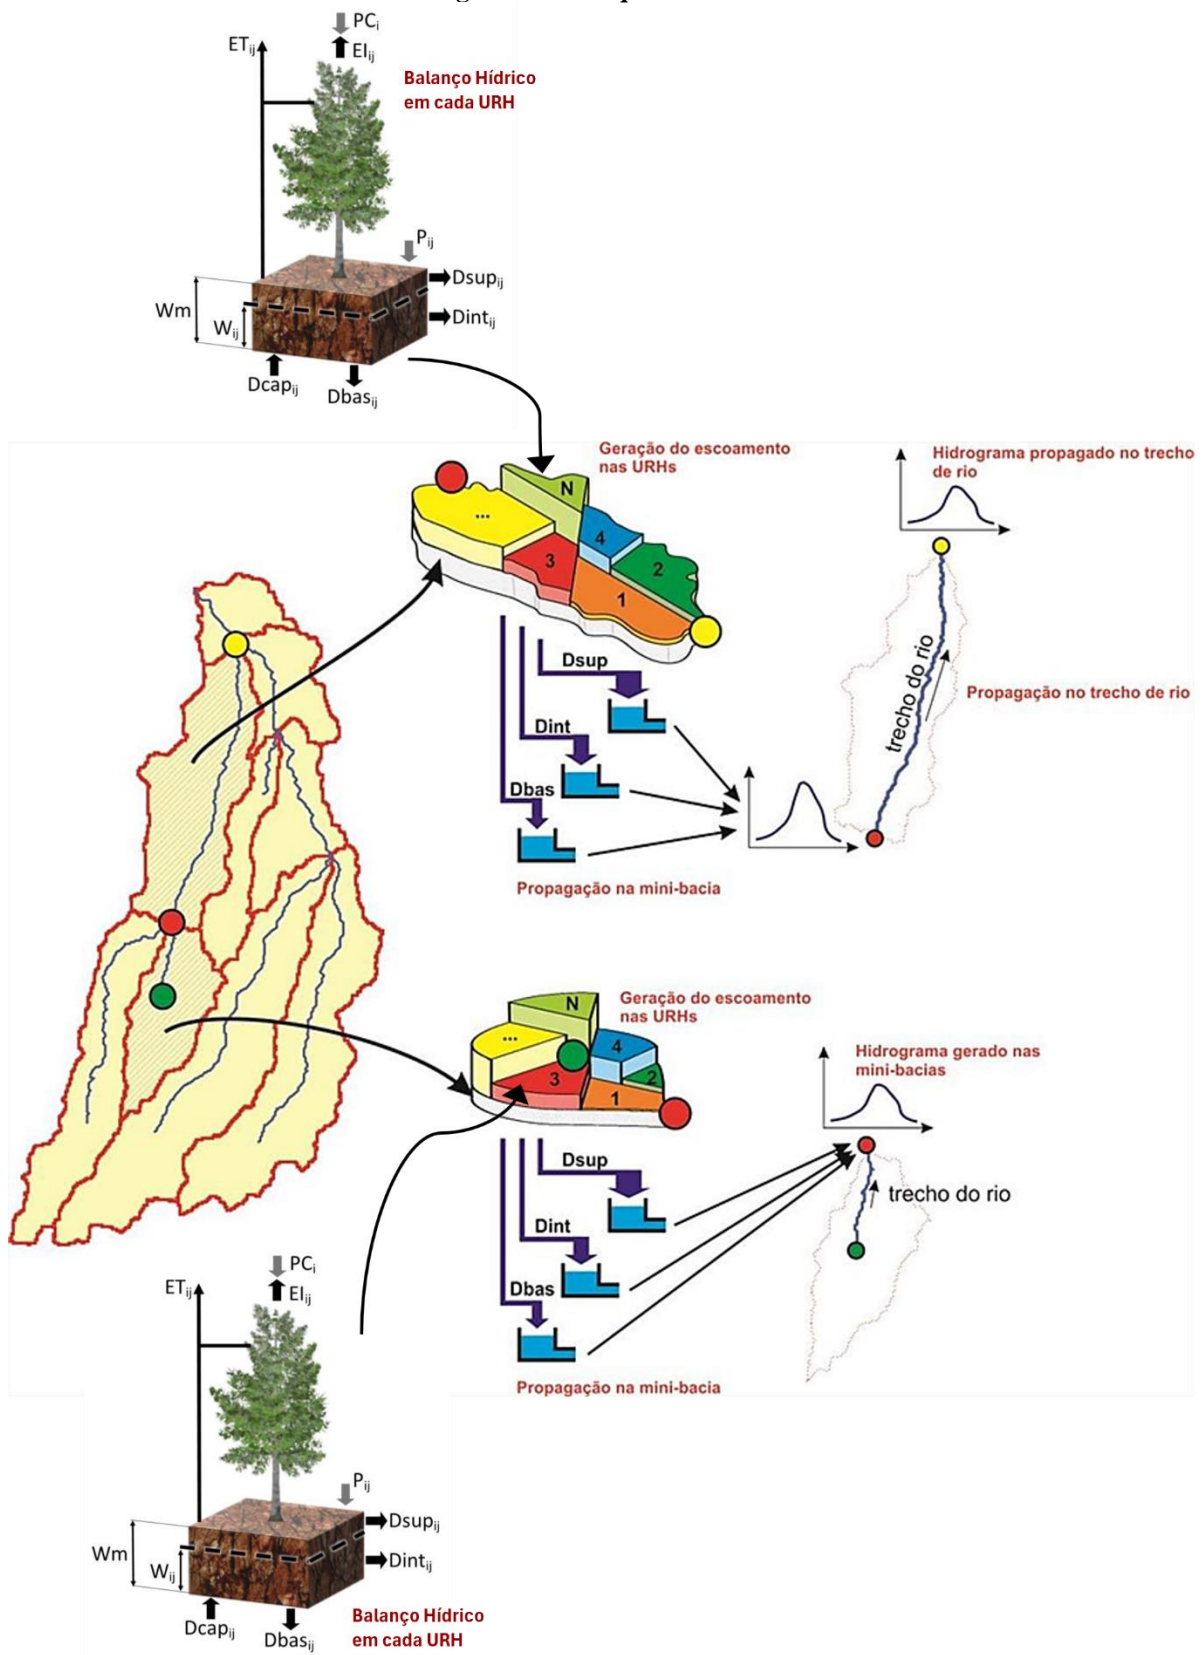 PCi
EIij
ETij
Balanço Hídrico
em cada URH
Pij
Dsupij
Wm
Wij
Dintij
Dcapij
Dbasij
Geração do escoamento
nas URHs
Hidrograma propagado no trecho
de rio
N
...
4
3
2
1
Dsup
Dint
Dbas
Propagação na mini-bacia
trecho do rio
Propagação no trecho de rio
Geração do escoamento
nas URHs
N
...
4
3
2
1
Hidrograma gerado nas
mini-bacias
Dsup
Dint
Dbas
Propagação na mini-bacia
trecho do rio
PCi
EIij
ETij
Pij
Dsupij
Wm
Wij
Dintij
Dcapij
Dbasij
Balanço Hídrico
em cada URH